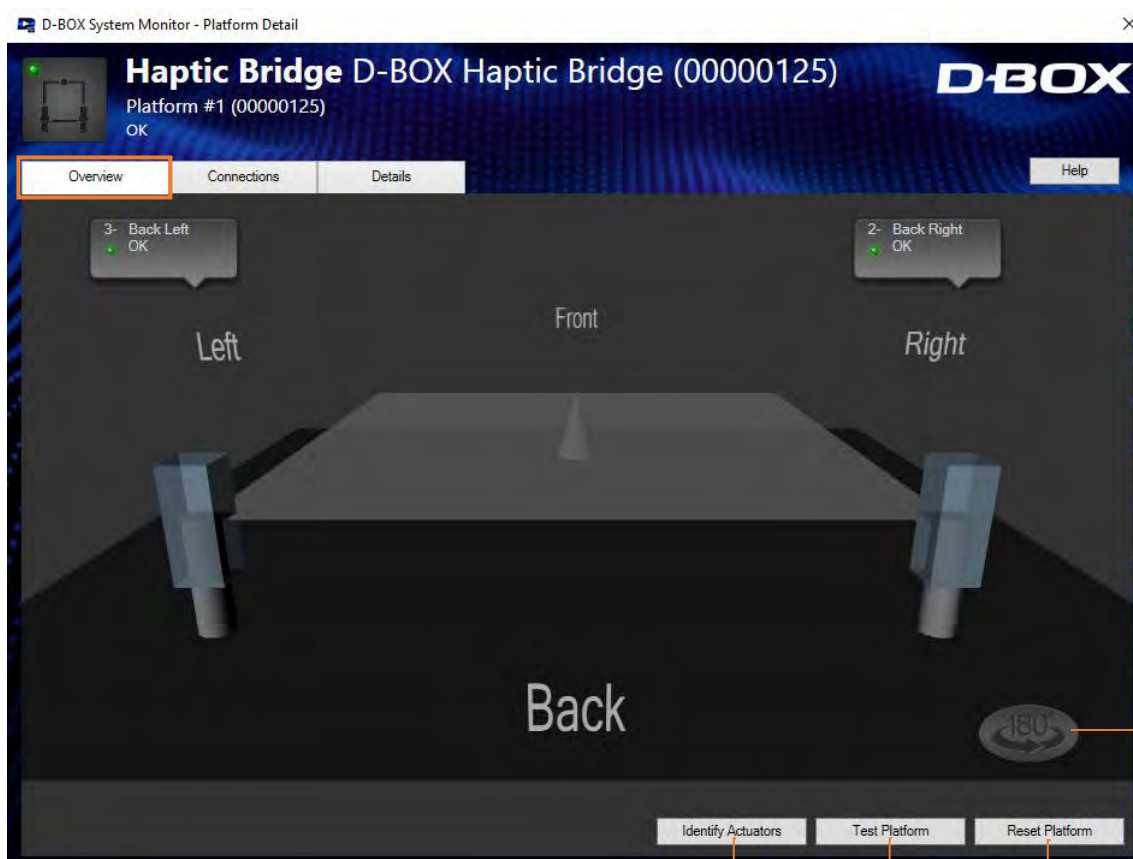 D-BOX System Monitor - Platform Detail
Haptic Bridge D-BOX Haptic Bridge (00000125)
D-BOX
Platform #1 (00000125)
OK
Overview
Connections
Details
Help
3- Back Left
OK
2- Back Right
OK
Front
Left
Right
Back
180°
Identify Actuators
Test Platform
Reset Platform